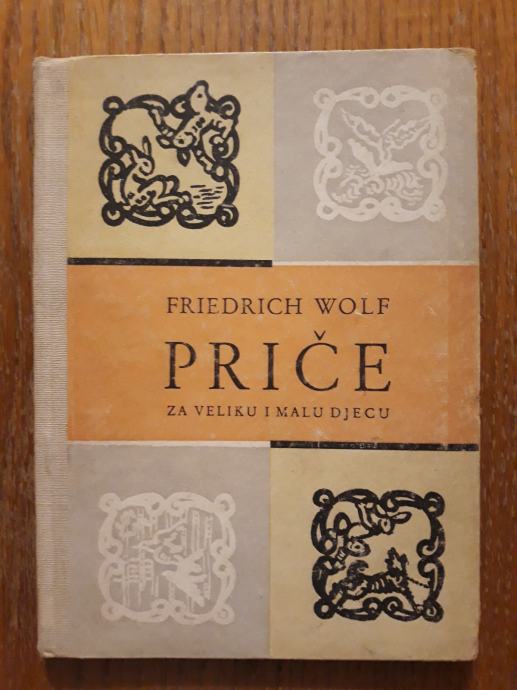 FRIEDRICH WOLF
PRIČE
ZA VELIKU I MALU DJECU